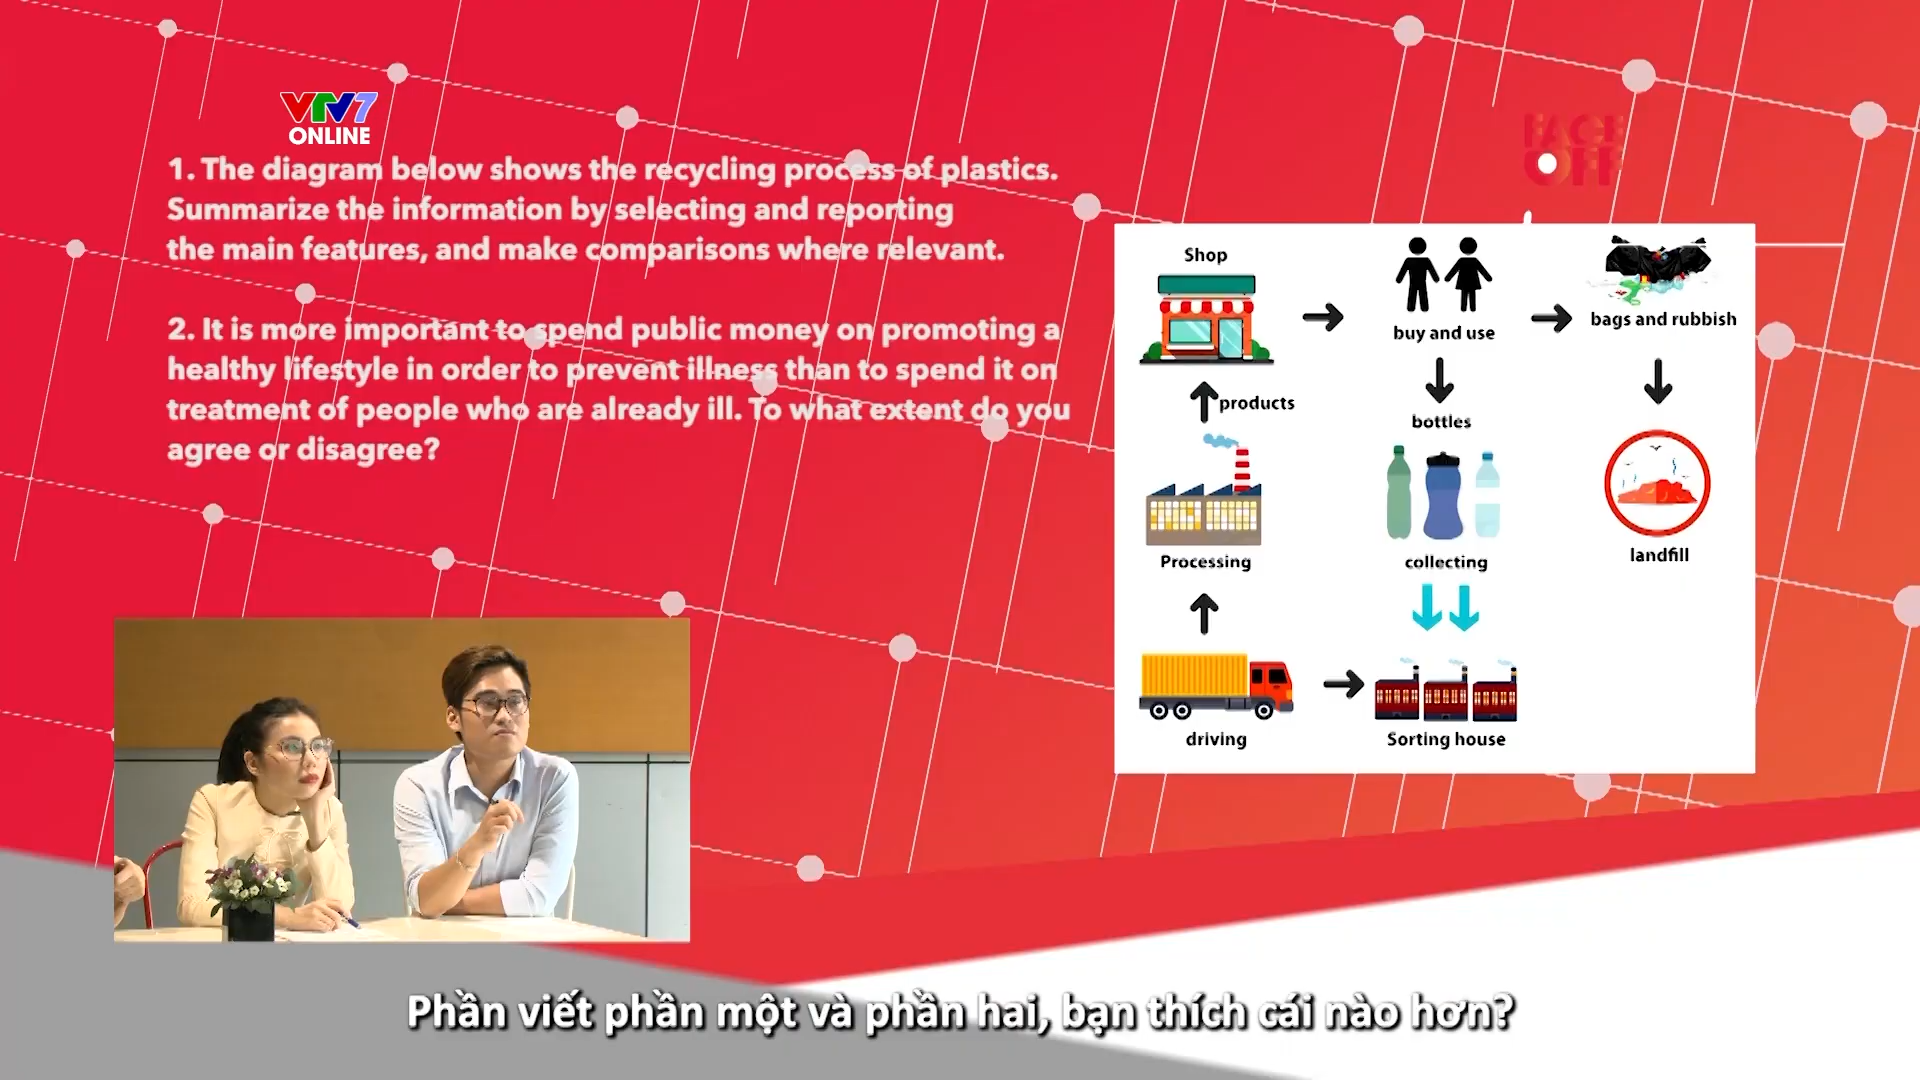 VTV7
ONLINE
FACE
OFF
1. The diagram below shows the recycling process of plastics.
Summarize the information by selecting and reporting
the main features, and make comparisons where relevant.
2. It is more important to spend public money on promoting a
healthy lifestyle in order to prevent illness than to spend it on
treatment of people who are already ill. To what extent do you
agree or disagree?
Shop
buy and use
bags and rubbish
products
bottles
Processing
collecting
landfill
driving
Sorting house
Phần viết phần một và phần hai, bạn thích cái nào hơn?